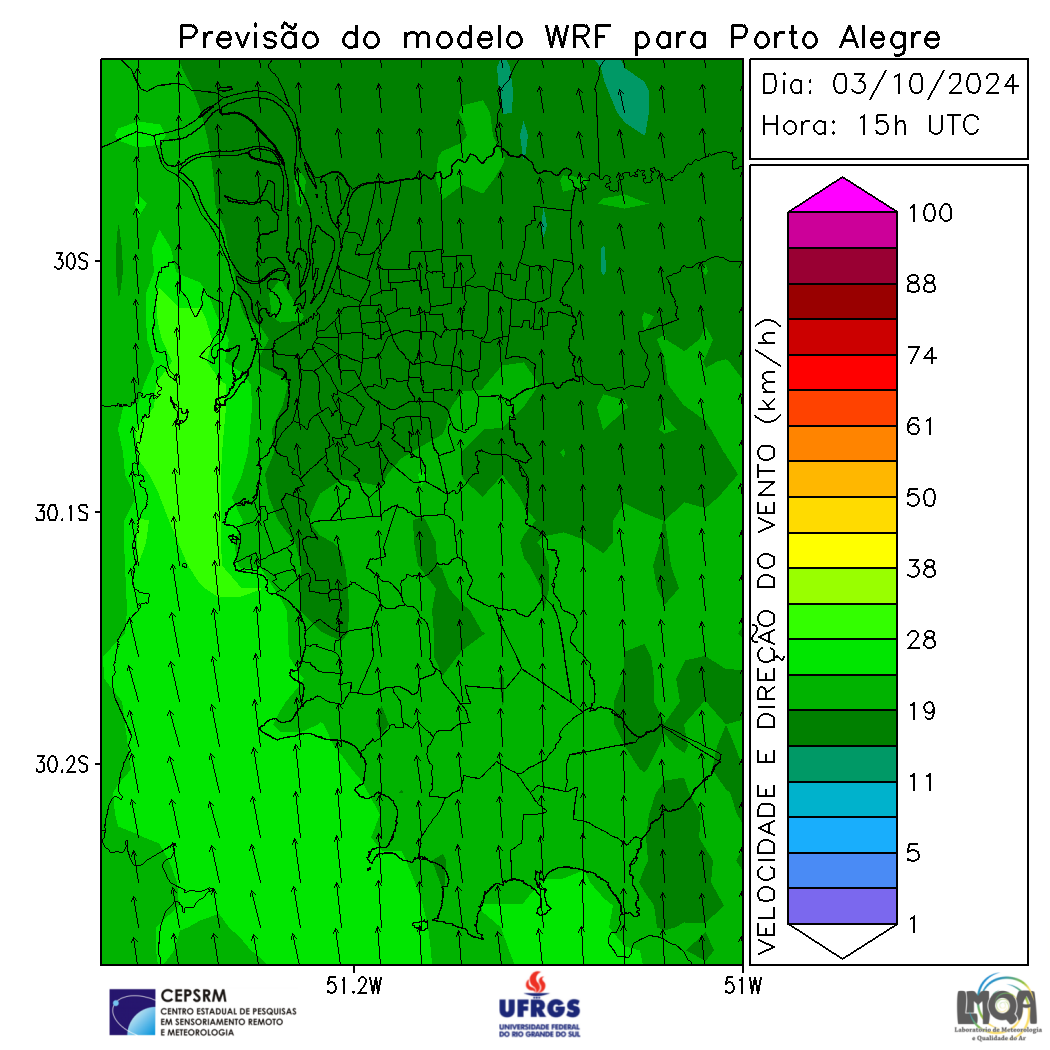 Previsão do modelo WRF para Porto Alegre
Dia: 03/10/2024
Hora: 15h UTC
30S
30.1S
30.2S
51.2W
51W
VELOCIDADE E DIREÇÃO DO VENTO (km/h)
100
88
74
61
50
38
28
19
11
5
1
CEPSRM
CENTRO ESTADUAL DE PESQUISAS
EM SENSORIAMENTO REMOTO
E METEOROLOGIA
UFRGS
UNIVERSIDADE FEDERAL
DO RIO GRANDE DO SUL
LMQA
Laboratório de Meteorologia
e Qualidade do Ar